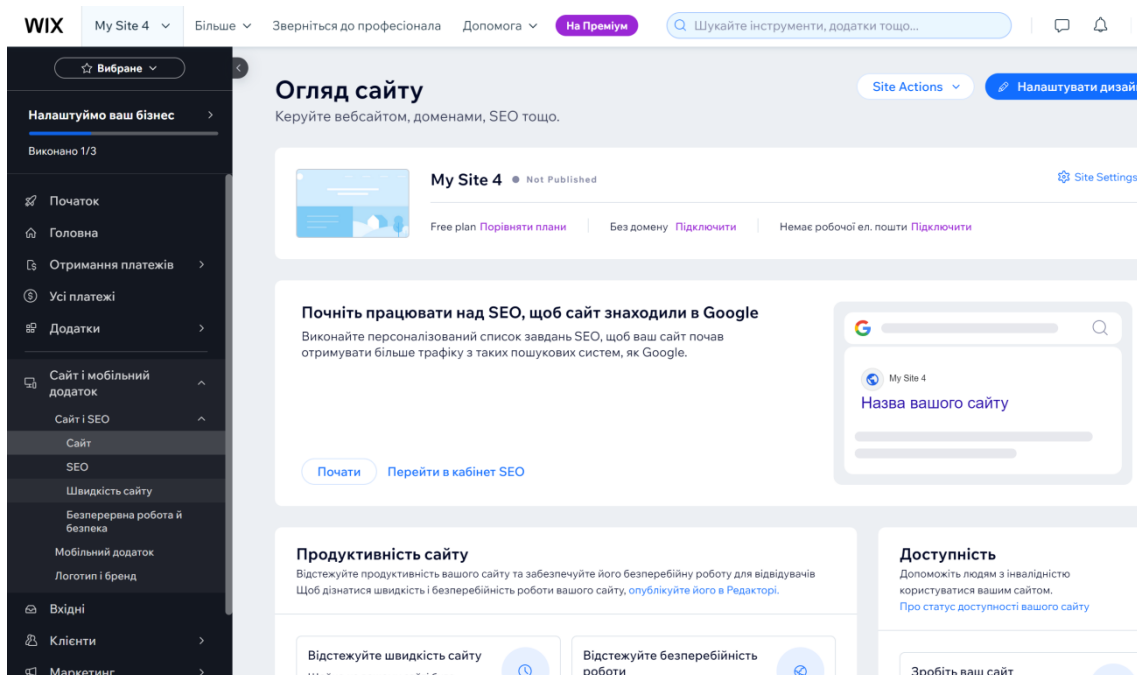 WIX
My Site 4
Більше
Зверніться до професіонала
Допомога
На Преміум
Шукайте інструменти, додатки тощо...
Вибране
Налаштуймо ваш бізнес
Виконано 1/3
Початок
Головна
Отримання платежів
Усі платежі
Додатки
Сайт і мобільний
додаток
Сайт і SEO
Сайт
SEO
Швидкість сайту
Безперервна робота й
безпека
Мобільний додаток
Логотип і бренд
Вхідні
Клієнти
Маркетинг
Огляд сайту
Керуйте вебсайтом, доменами, SEO тощо.
Site Actions
Налаштувати дизай
My Site 4
Not Published
Site Settings
Free plan Порівняти плани
Без домену Підключити
Немає робочої ел. пошти Підключити
Почніть працювати над SEO, щоб сайт знаходили в Google
Виконайте персоналізований список завдань SEO, щоб ваш сайт почав
отримувати більше трафіку з таких пошукових систем, як Google.
Почати
Перейти в кабінет SEO
My Site 4
Назва вашого сайту
Продуктивність сайту
Відстежуйте продуктивність вашого сайту та забезпечуйте його безперебійну роботу для відвідувачів
Щоб дізнатися швидкість і безперебійність роботи вашого сайту, опублікуйте його в Редакторі.
Відстежуйте швидкість сайту
Відстежуйте безперебійність
роботи
Доступність
Допоможіть людям з інвалідністю
користуватися вашим сайтом.
Про статус доступності вашого сайту
Зробіть ваш сайт